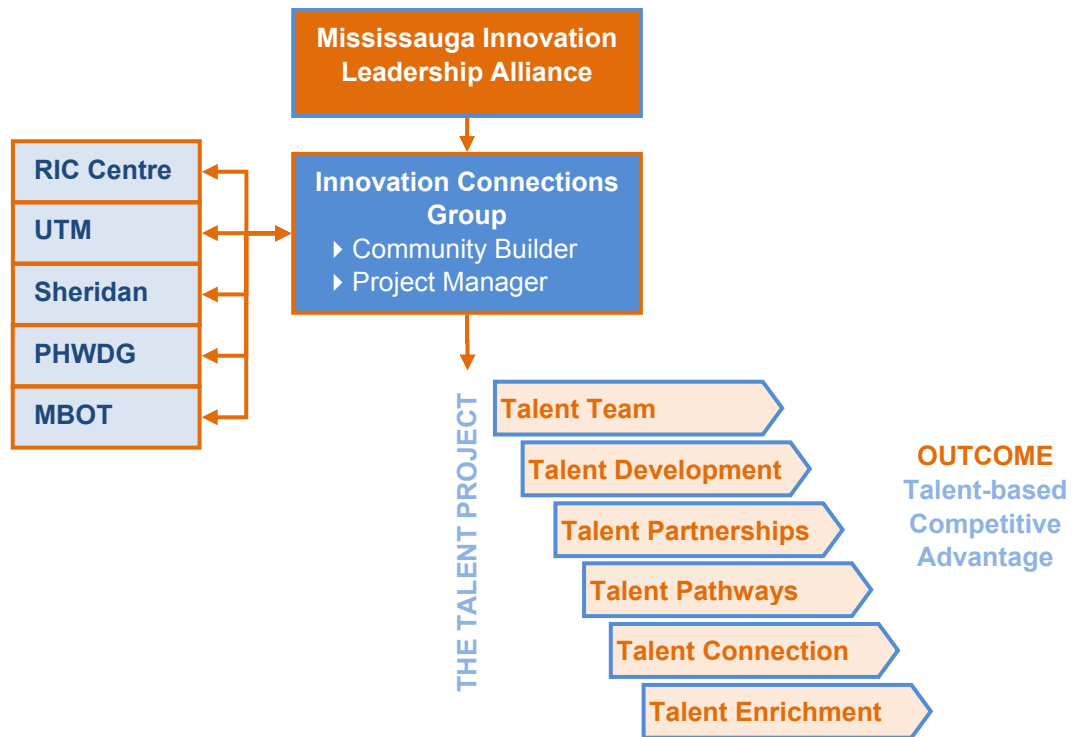 Mississauga Innovation
Leadership Alliance
RIC Centre
UTM
Sheridan
PHWDG
MBOT
Innovation Connections
Group
Community Builder
Project Manager
THE TALENT PROJECT
Talent Team
Talent Development
Talent Partnerships
Talent Pathways
Talent Connection
Talent Enrichment
OUTCOME
Talent-based
Competitive
Advantage